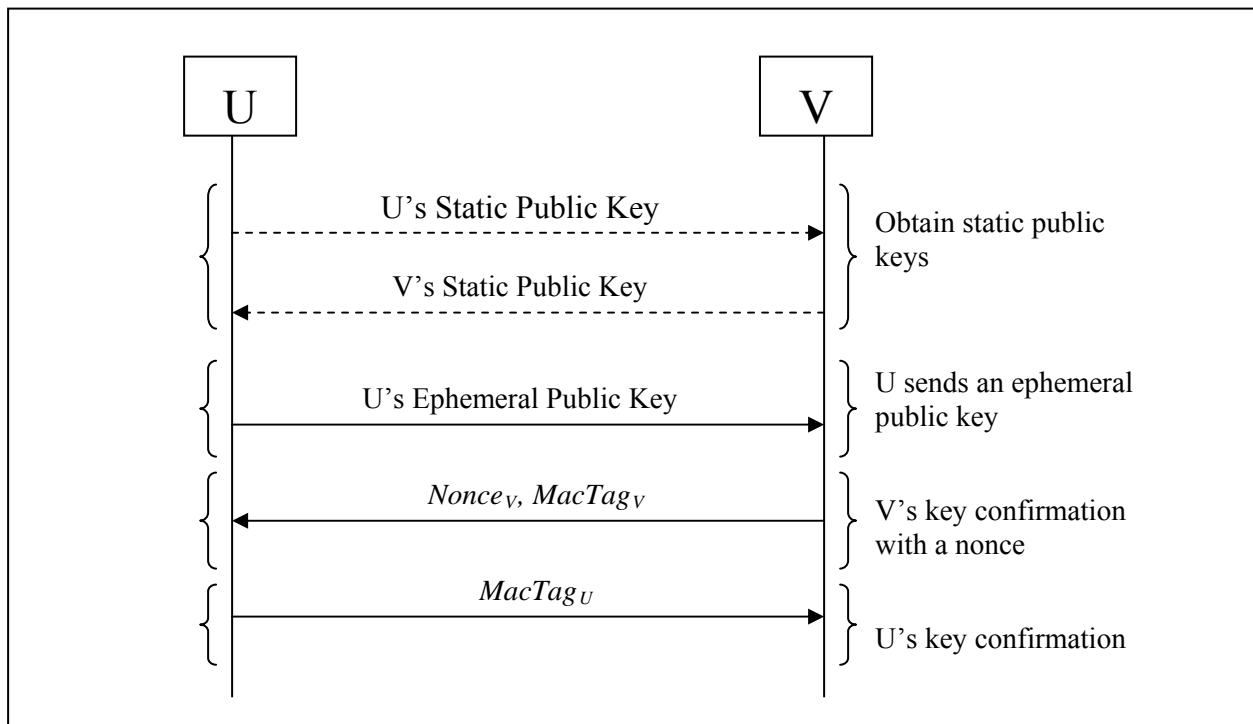 U
V
U’s Static Public Key
V’s Static Public Key
Obtain static public
keys
U’s Ephemeral Public Key
U sends an ephemeral
public key
NonceV, MacTagV
V’s key confirmation
with a nonce
MacTagU
U’s key confirmation